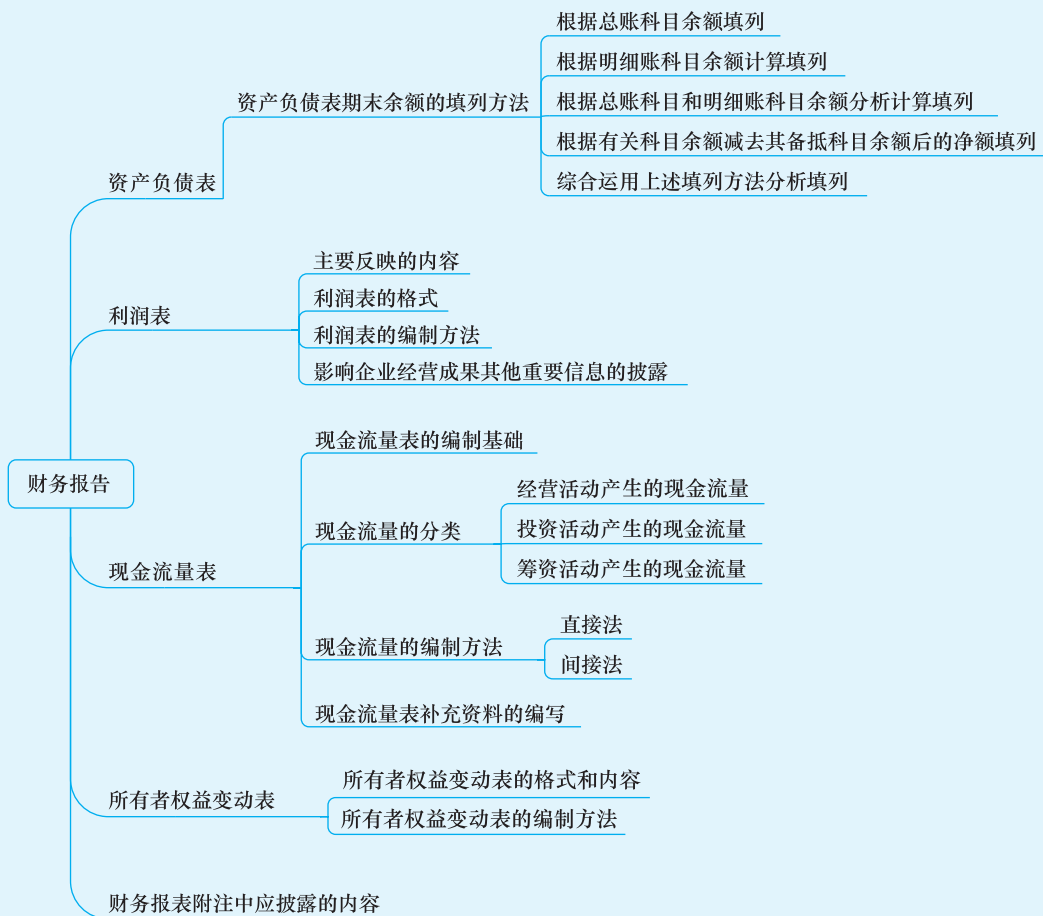 财务报告
资产负债表
资产负债表期末余额的填列方法
根据总账科目余额填列
根据明细账科目余额计算填列
根据总账科目和明细账科目余额分析计算填列
根据有关科目余额减去其备抵科目余额后的净额填列
综合运用上述填列方法分析填列
利润表
主要反映的内容
利润表的格式
利润表的编制方法
影响企业经营成果其他重要信息的披露
现金流量表
现金流量表的编制基础
现金流量的分类
经营活动产生的现金流量
投资活动产生的现金流量
筹资活动产生的现金流量
现金流量的编制方法
直接法
间接法
现金流量表补充资料的编写
所有者权益变动表
所有者权益变动表的格式和内容
所有者权益变动表的编制方法
财务报表附注中应披露的内容